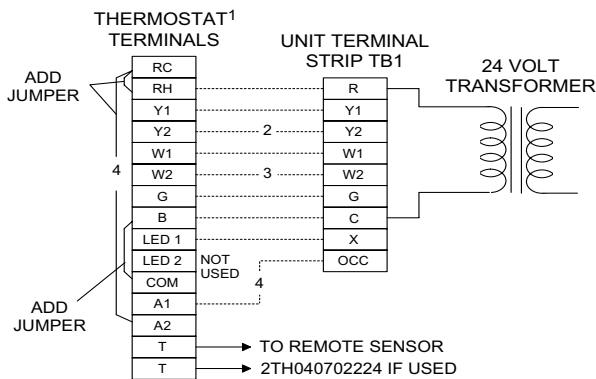 THERMOSTAT1
TERMINALS
UNIT TERMINAL
STRIP TB1
24 VOLT
TRANSFORMER
ADD
JUMPER
RC
RH
Y1
Y2
W1
W2
G
B
LED 1
LED 2
COM
A1
A2
T
T
R
Y1
Y2
W1
W2
G
C
X
OCC
2
3
4
4
NOT
USED
ADD
JUMPER
TO REMOTE SENSOR
2TH040702224 IF USED